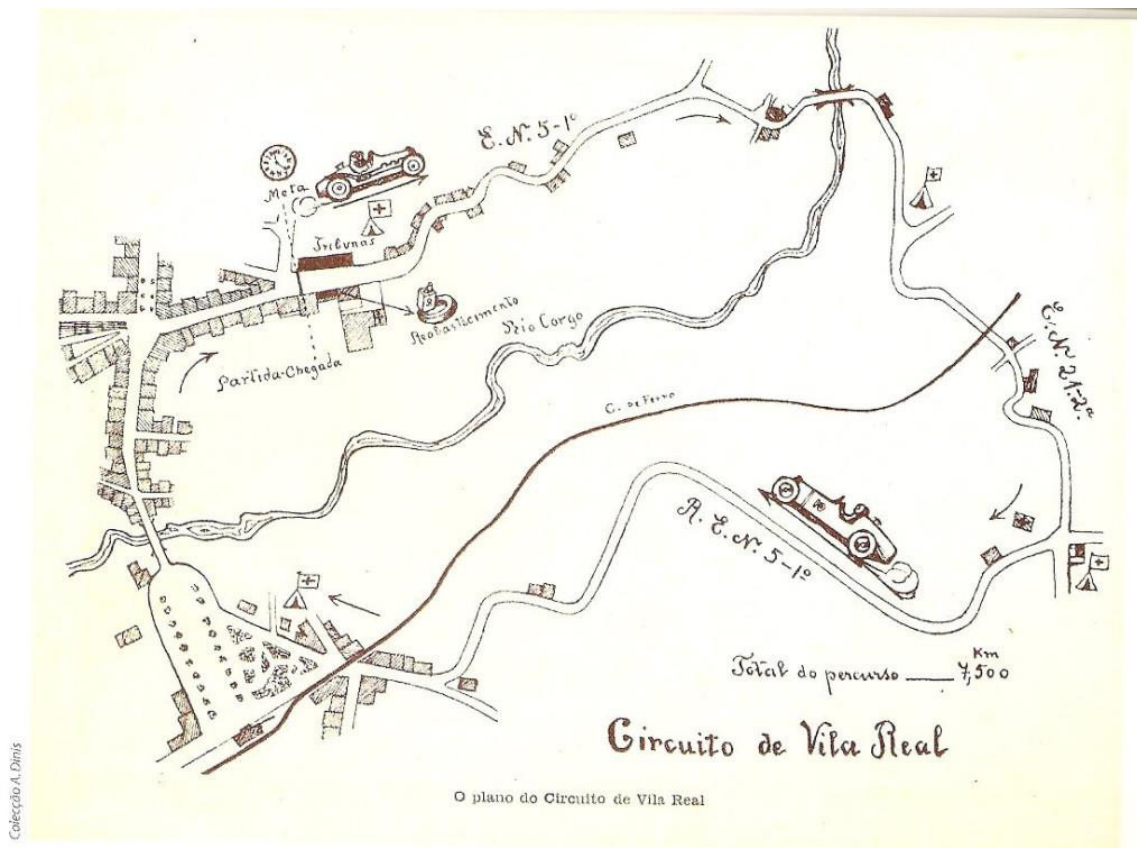 E. N. 5-1º
Meta
Tribunas
Reabastecimento
Rio Corgo
Partida-Chegada
E. N. 21-2ª
C. de Ferro
R. E. N. 5-1º
Total do percurso 7,500 Km
Circuito de Vila Real
O plano do Circuito de Vila Real
Colecção A. Dinis